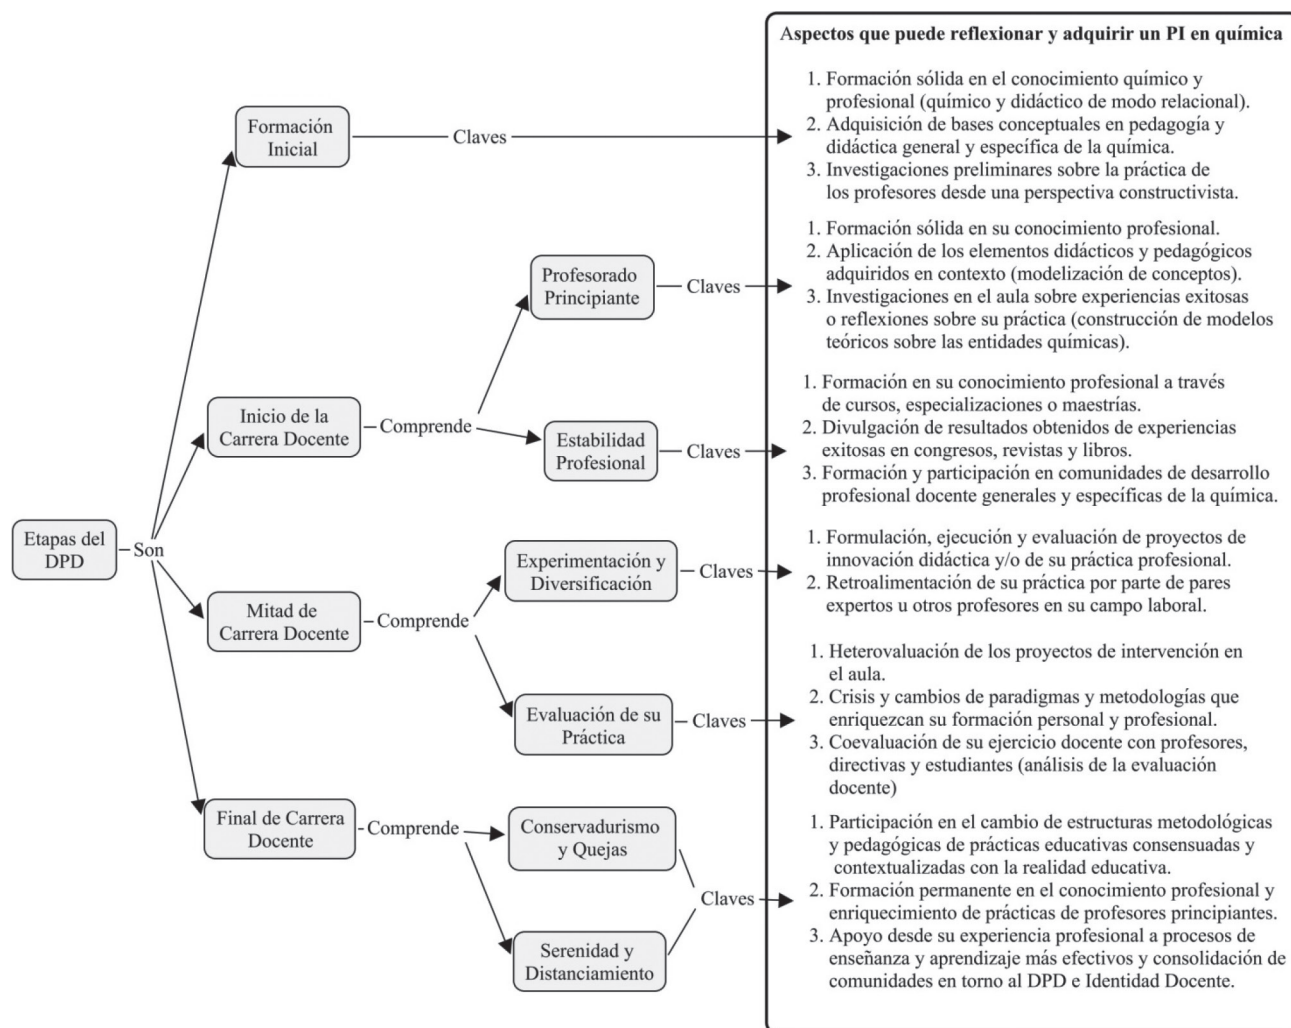 Aspectos que puede reflexionar y adquirir un PI en química
Formación
Inicial
Claves
1. Formación sólida en el conocimiento químico y
profesional (químico y didáctico de modo relacional).
2. Adquisición de bases conceptuales en pedagogía y
didáctica general y específica de la química.
3. Investigaciones preliminares sobre la práctica de
los profesores desde una perspectiva constructivista.
Profesorado
Principiante
Claves
1. Formación sólida en su conocimiento profesional.
2. Aplicación de los elementos didácticos y pedagógicos
adquiridos en contexto (modelización de conceptos).
3. Investigaciones en el aula sobre experiencias exitosas
o reflexiones sobre su práctica (construcción de modelos
teóricos sobre las entidades químicas).
Inicio de la
Carrera Docente
Comprende
Estabilidad
Profesional
Claves
1. Formación en su conocimiento profesional a través
de cursos, especializaciones o maestrías.
2. Divulgación de resultados obtenidos de experiencias
exitosas en congresos, revistas y libros.
3. Formación y participación en comunidades de desarrollo
profesional docente generales y específicas de la química.
Etapas del
DPD
Son
Experimentación y
Diversificación
Claves
1. Formulación, ejecución y evaluación de proyectos de
innovación didáctica y/o de su práctica profesional.
2. Retroalimentación de su práctica por parte de pares
expertos u otros profesores en su campo laboral.
Mitad de
Carrera Docente
Comprende
Evaluación de su
Práctica
Claves
1. Heterovaluación de los proyectos de intervención en
el aula.
2. Crisis y cambios de paradigmas y metodologías que
enriquezcan su formación personal y profesional.
3. Coevaluación de su ejercicio docente con profesores,
directivas y estudiantes (análisis de la evaluación
docente)
Final de Carrera
Docente
Comprende
Conservadurismo
y Quejas
Serenidad y
Distanciamiento
Claves
1. Participación en el cambio de estructuras metodológicas
y pedagógicas de prácticas educativas consensuadas y
contextualizadas con la realidad educativa.
2. Formación permanente en el conocimiento profesional y
enriquecimiento de prácticas de profesores principiantes.
3. Apoyo desde su experiencia profesional a procesos de
enseñanza y aprendizaje más efectivos y consolidación de
comunidades en torno al DPD e Identidad Docente.